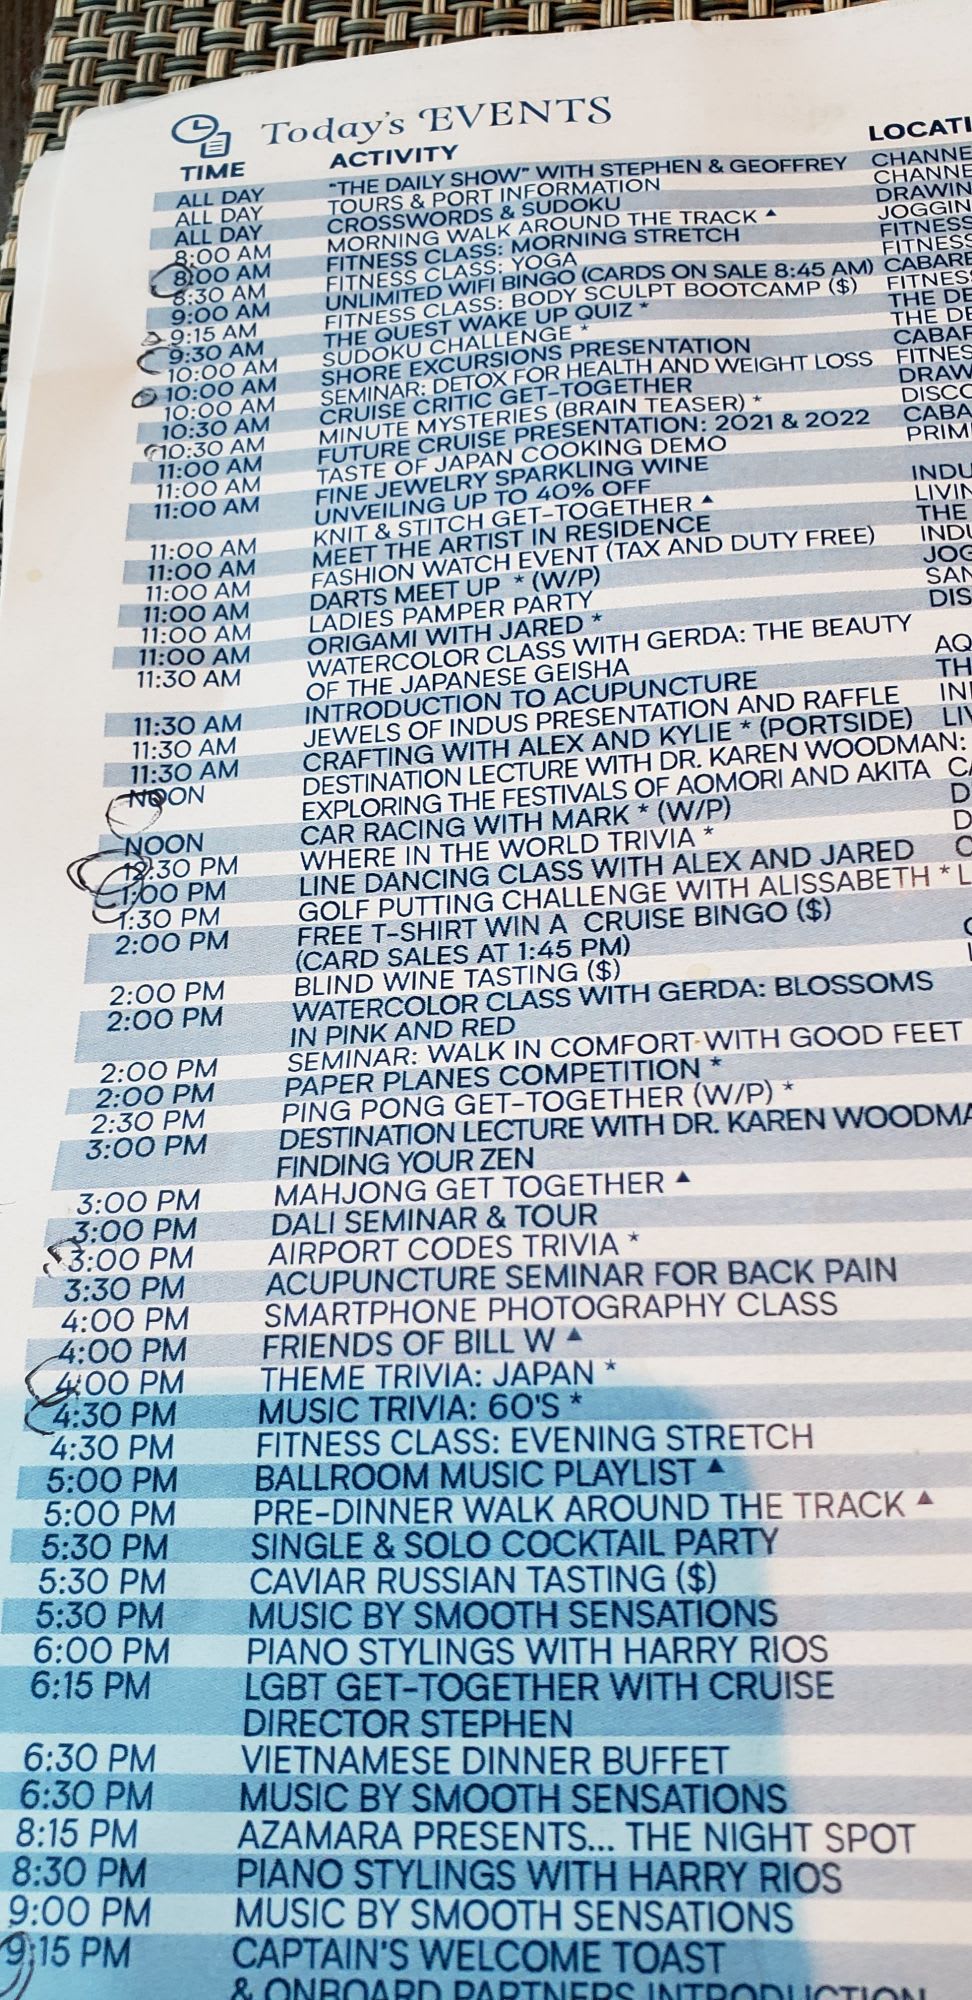 Today's EVENTS
TIME ACTIVITY LOCATI
ALL DAY "THE DAILY SHOW" WITH STEPHEN & GEOFFREY CHANNE
ALL DAY TOURS & PORT INFORMATION CHANNE
ALL DAY CROSSWORDS & SUDOKU DRAWIN
8:00 AM MORNING WALK AROUND THE TRACK ▲ JOGGIN
8:00 AM FITNESS CLASS: MORNING STRETCH FITNESS
8:30 AM FITNESS CLASS: YOGA FITNESS
9:00 AM UNLIMITED WIFI BINGO (CARDS ON SALE 8:45 AM) CABARE
9:15 AM FITNESS CLASS: BODY SCULPT BOOTCAMP ($) FITNES
9:30 AM THE QUEST WAKE UP QUIZ * THE DE
10:00 AM SUDOKU CHALLENGE * THE DE
10:00 AM SHORE EXCURSIONS PRESENTATION CABAR
10:00 AM SEMINAR: DETOX FOR HEALTH AND WEIGHT LOSS FITNES
10:30 AM CRUISE CRITIC GET-TOGETHER DRAW
10:30 AM MINUTE MYSTERIES (BRAIN TEASER) * DISCO
11:00 AM FUTURE CRUISE PRESENTATION: 2021 & 2022 CABA
11:00 AM TASTE OF JAPAN COOKING DEMO PRIM
11:00 AM FINE JEWELRY SPARKLING WINE
UNVEILING UP TO 40% OFF INDU
11:00 AM KNIT & STITCH GET-TOGETHER ▲ LIVIN
11:00 AM MEET THE ARTIST IN RESIDENCE THE
11:00 AM FASHION WATCH EVENT (TAX AND DUTY FREE) INDU
11:00 AM DARTS MEET UP * (W/P) JOG
11:00 AM LADIES PAMPER PARTY SAN
11:00 AM ORIGAMI WITH JARED * DIS
11:30 AM WATERCOLOR CLASS WITH GERDA: THE BEAUTY
OF THE JAPANESE GEISHA AQ
11:30 AM INTRODUCTION TO ACUPUNCTURE TH
11:30 AM JEWELS OF INDUS PRESENTATION AND RAFFLE IN
11:30 AM CRAFTING WITH ALEX AND KYLIE * (PORTSIDE) LIV
NOON DESTINATION LECTURE WITH DR. KAREN WOODMAN:
EXPLORING THE FESTIVALS OF AOMORI AND AKITA CA
NOON CAR RACING WITH MARK * (W/P) D
12:30 PM WHERE IN THE WORLD TRIVIA * D
1:00 PM LINE DANCING CLASS WITH ALEX AND JARED
1:30 PM GOLF PUTTING CHALLENGE WITH ALISSABETH * L
2:00 PM FREE T-SHIRT WIN A CRUISE BINGO ($)
(CARD SALES AT 1:45 PM)
2:00 PM BLIND WINE TASTING ($)
2:00 PM WATERCOLOR CLASS WITH GERDA: BLOSSOMS
IN PINK AND RED
2:00 PM SEMINAR: WALK IN COMFORT WITH GOOD FEET
2:00 PM PAPER PLANES COMPETITION *
2:30 PM PING PONG GET-TOGETHER (W/P) *
3:00 PM DESTINATION LECTURE WITH DR. KAREN WOODMA
FINDING YOUR ZEN
3:00 PM MAHJONG GET TOGETHER ▲
3:00 PM DALI SEMINAR & TOUR
3:00 PM AIRPORT CODES TRIVIA *
3:30 PM ACUPUNCTURE SEMINAR FOR BACK PAIN
4:00 PM SMARTPHONE PHOTOGRAPHY CLASS
4:00 PM FRIENDS OF BILL W ▲
4:00 PM THEME TRIVIA: JAPAN *
4:30 PM MUSIC TRIVIA: 60'S *
4:30 PM FITNESS CLASS: EVENING STRETCH
5:00 PM BALLROOM MUSIC PLAYLIST ▲
5:00 PM PRE-DINNER WALK AROUND THE TRACK ▲
5:30 PM SINGLE & SOLO COCKTAIL PARTY
5:30 PM CAVIAR RUSSIAN TASTING ($)
5:30 PM MUSIC BY SMOOTH SENSATIONS
6:00 PM PIANO STYLINGS WITH HARRY RIOS
6:15 PM LGBT GET-TOGETHER WITH CRUISE
DIRECTOR STEPHEN
6:30 PM VIETNAMESE DINNER BUFFET
6:30 PM MUSIC BY SMOOTH SENSATIONS
8:15 PM AZAMARA PRESENTS... THE NIGHT SPOT
8:30 PM PIANO STYLINGS WITH HARRY RIOS
9:00 PM MUSIC BY SMOOTH SENSATIONS
9:15 PM CAPTAIN'S WELCOME TOAST
& ONBOARD PARTNERS INTRODUCTION